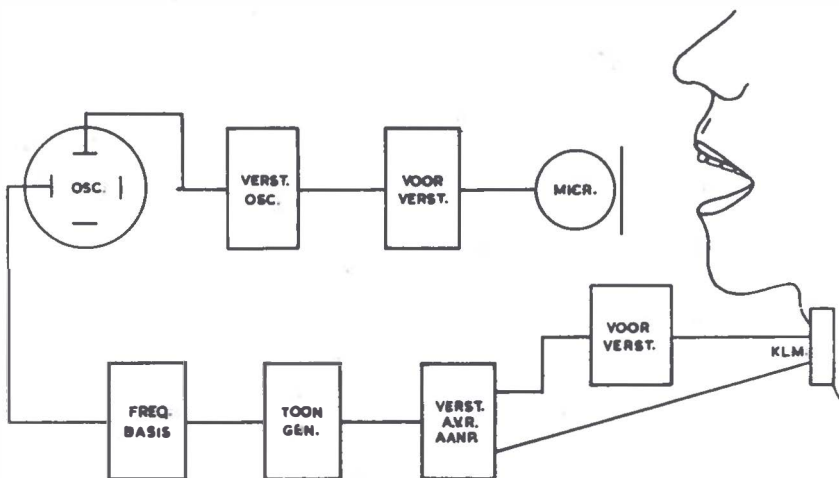 OSC.
VERST.
OSC.
VOOR
VERST.
MICR.
VOOR
VERST.
KLM.
FREQ.
BASIS
TOON
GEN.
VERST.
A.V.R.
AANR.